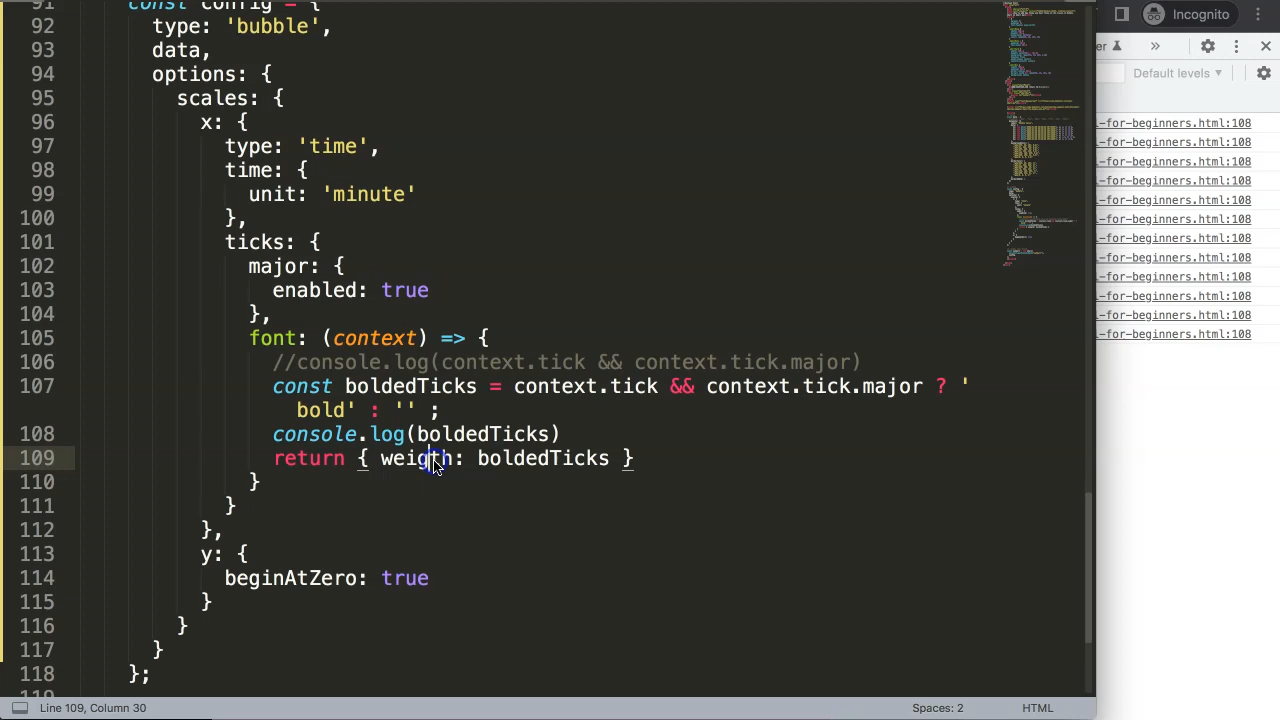 91 const config = {
92 type: 'bubble',
93 data,
94 options: {
95 scales: {
96 x: {
97 type: 'time',
98 time: {
99 unit: 'minute'
100 },
101 ticks: {
102 major: {
103 enabled: true
104 },
105 font: (context) => {
106 //console.log(context.tick && context.tick.major)
107 const boldedTicks = context.tick && context.tick.major ? '
bold' : '' ;
108 console.log(boldedTicks)
109 return { weigth: boldedTicks }
110 }
111 }
112 },
113 y: {
114 beginAtZero: true
115 }
116 }
117 }
118 };
119
Line 109, Column 30
Spaces: 2
HTML
Incognito
Default levels
-for-beginners.html:108
-for-beginners.html:108
-for-beginners.html:108
-for-beginners.html:108
-for-beginners.html:108
-for-beginners.html:108
-for-beginners.html:108
-for-beginners.html:108
-for-beginners.html:108
-for-beginners.html:108
-for-beginners.html:108
-for-beginners.html:108